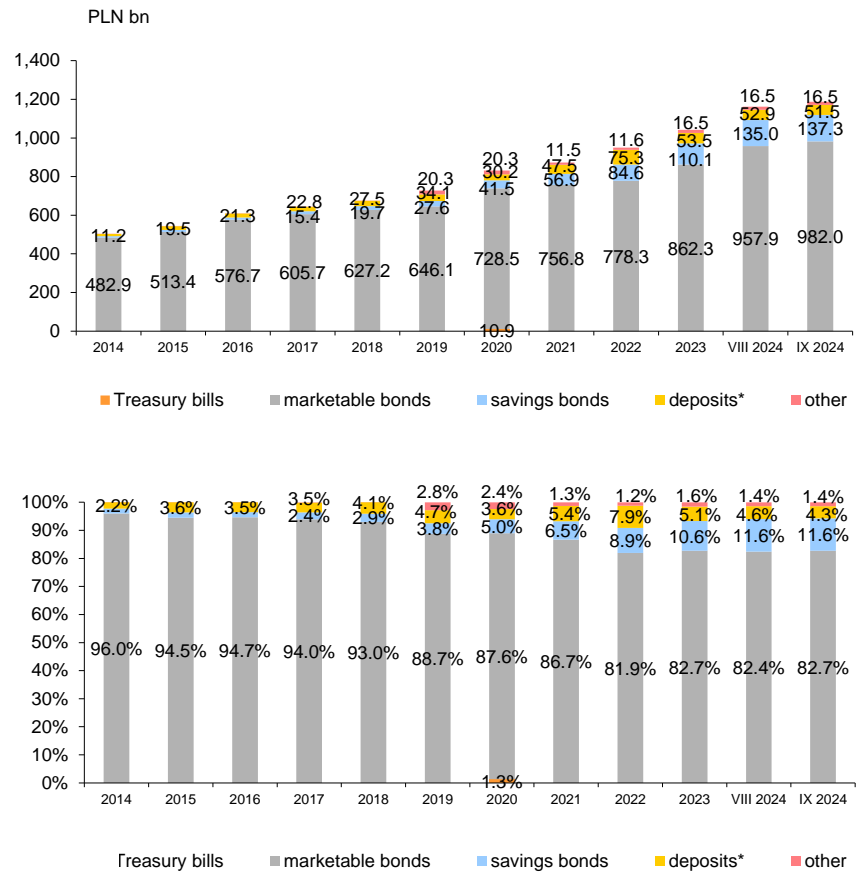 PLN bn
1,400
1,200
1,000
800
600
400
200
0
16.5 16.5
16.5 52.9 51.5
11.6 53.5 135.0 137.3
20.3 11.5 75.3 110.1
20.3 30.2 47.5 84.6
22.8 27.5 34.1 41.5 56.9
11.2 19.5 21.3 15.4 19.7 27.6
482.9 513.4 576.7 605.7 627.2 646.1 728.5 756.8 778.3 862.3 957.9 982.0
10.9
2014 2015 2016 2017 2018 2019 2020 2021 2022 2023 VIII 2024 IX 2024
Treasury bills marketable bonds savings bonds deposits* other
100%
90%
80%
70%
60%
50%
40%
30%
20%
10%
0%
2.8% 2.4% 1.3% 1.2% 1.6% 1.4% 1.4%
2.2% 3.6% 3.5% 3.5% 4.1% 4.7% 3.6% 5.4% 7.9% 5.1% 4.6% 4.3%
2.4% 2.9% 3.8% 5.0% 6.5% 8.9% 10.6% 11.6% 11.6%
96.0% 94.5% 94.7% 94.0% 93.0% 88.7% 87.6% 86.7% 81.9% 82.7% 82.4% 82.7%
1.3%
2014 2015 2016 2017 2018 2019 2020 2021 2022 2023 VIII 2024 IX 2024
Treasury bills marketable bonds savings bonds deposits* other